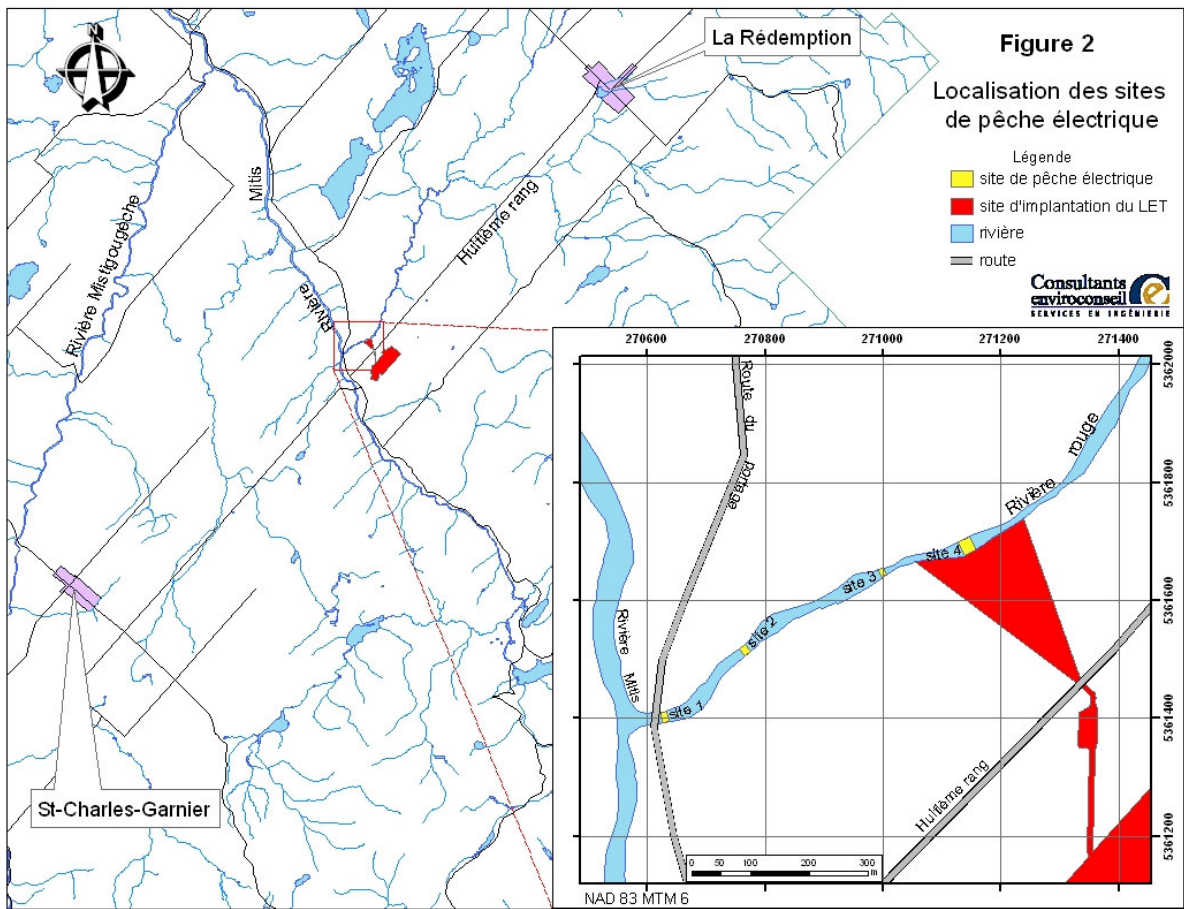 N
La Rédemption
Figure 2
Localisation des sites
de pêche électrique
Légende
site de pêche électrique
site d'implantation du LET
rivière
route
Consultants
enviroconseil
SERVICES EN INGÉNIERIE
Rivière Mistigougèche
Rivière Mitis
Huitième rang
St-Charles-Garnier
270600 270800 271000 271200 271400
5362000
5361800
5361600
5361400
5361200
Route du portage
Rivière rouge
Rivière Mitis
site 4
site 3
site 2
site 1
Huitième rang
0 50 100 200 300
m
NAD 83 MTM 6